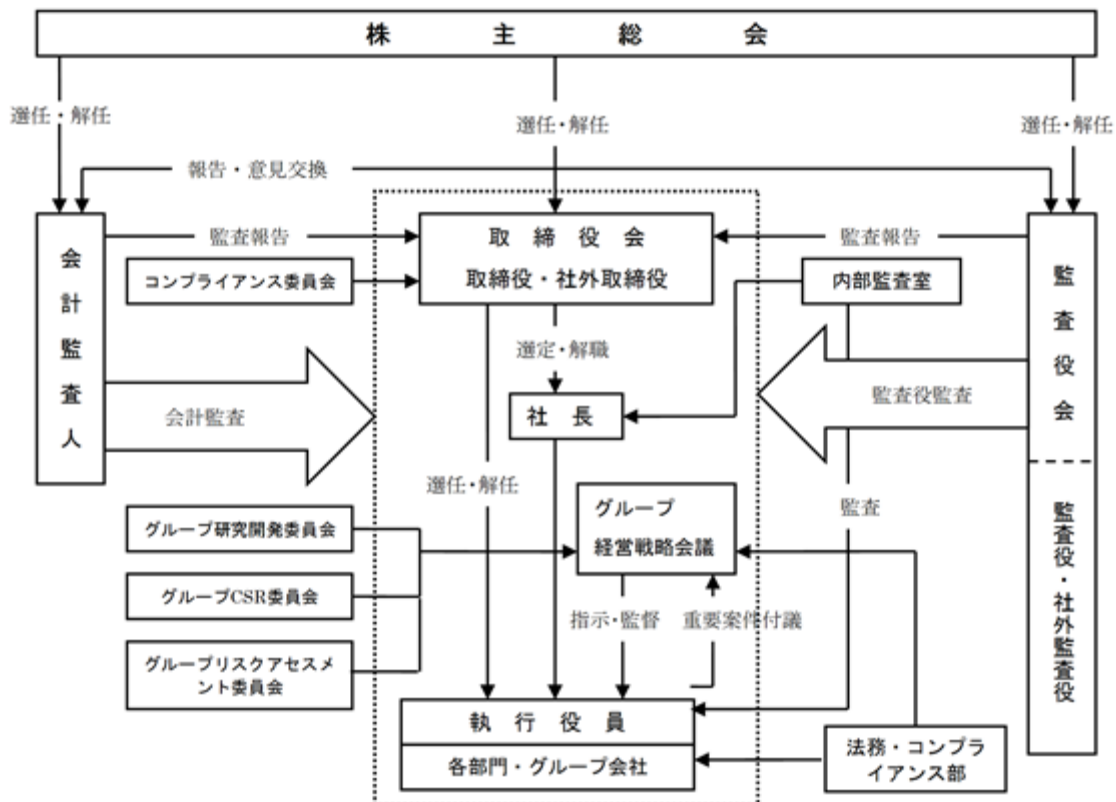 株主総会
選任・解任
選任・解任
選任・解任
報告・意見交換
会計監査人
監査報告
取締役会
取締役・社外取締役
監査報告
監査役会
コンプライアンス委員会
内部監査室
選定・解職
会計監査
社長
監査役監査
選任・解任
グループ
経営戦略会議
監査
監査役・社外監査役
グループ研究開発委員会
グループCSR委員会
指示・監督
重要案件付議
グループリスクアセスメ
ント委員会
執行役員
各部門・グループ会社
法務・コンプラ
イアンス部